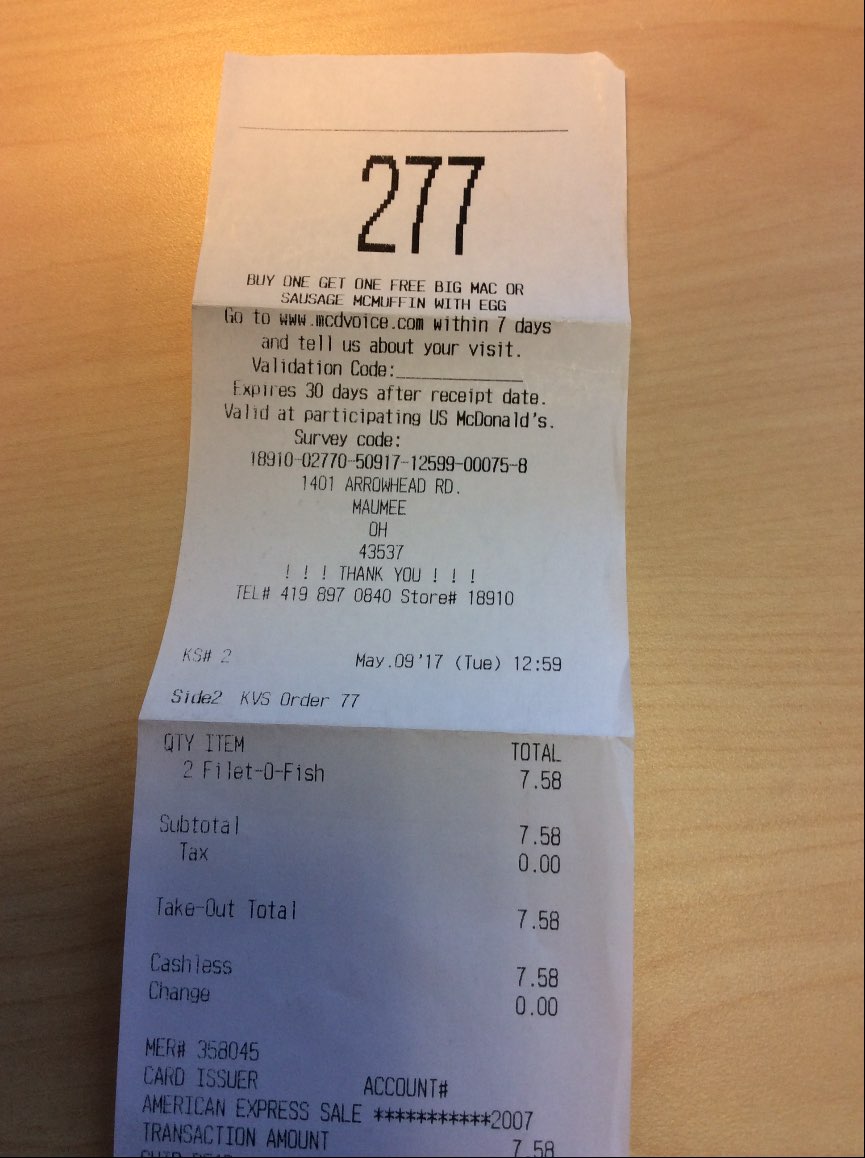 277
BUY ONE GET ONE FREE BIG MAC OR
SAUSAGE MCMUFFIN WITH EGG
Go to www.mcdvoice.com within 7 days
and tell us about your visit.
Validation Code:____________
Expires 30 days after receipt date.
Valid at participating US McDonald's.
Survey code:
18910-02770-50917-12599-00075-8
1401 ARROWHEAD RD.
MAUMEE
OH
43537
! ! ! THANK YOU ! ! !
TEL# 419 897 0840 Store# 18910
KS# 2 May.09'17 (Tue) 12:59
Side2 KVS Order 77
QTY ITEM TOTAL
2 Filet-O-Fish 7.58
Subtotal 7.58
Tax 0.00
Take-Out Total 7.58
Cashless 7.58
Change 0.00
MER# 358045
CARD ISSUER ACCOUNT#
AMERICAN EXPRESS SALE ***********2007
TRANSACTION AMOUNT 7.58